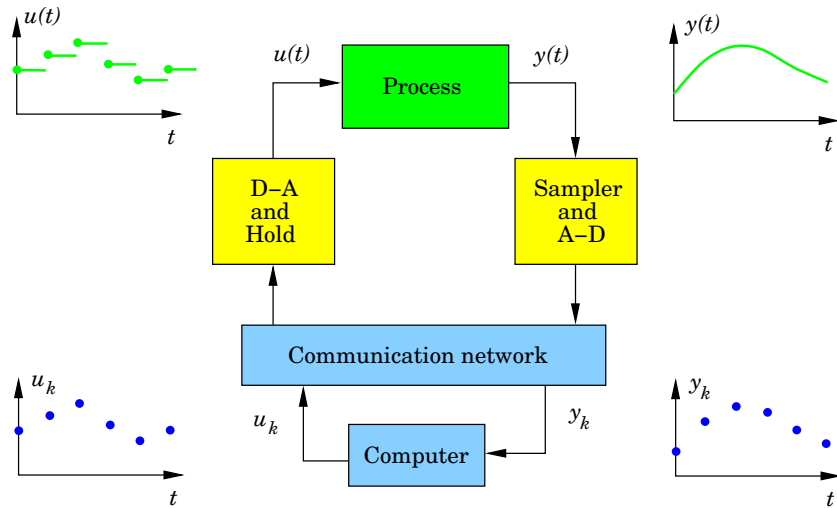 u(t)
t
u(t)
Process
y(t)
y(t)
t
D–A
and
Hold
Sampler
and
A–D
Communication network
u_k
t
u_k
Computer
y_k
y_k
t